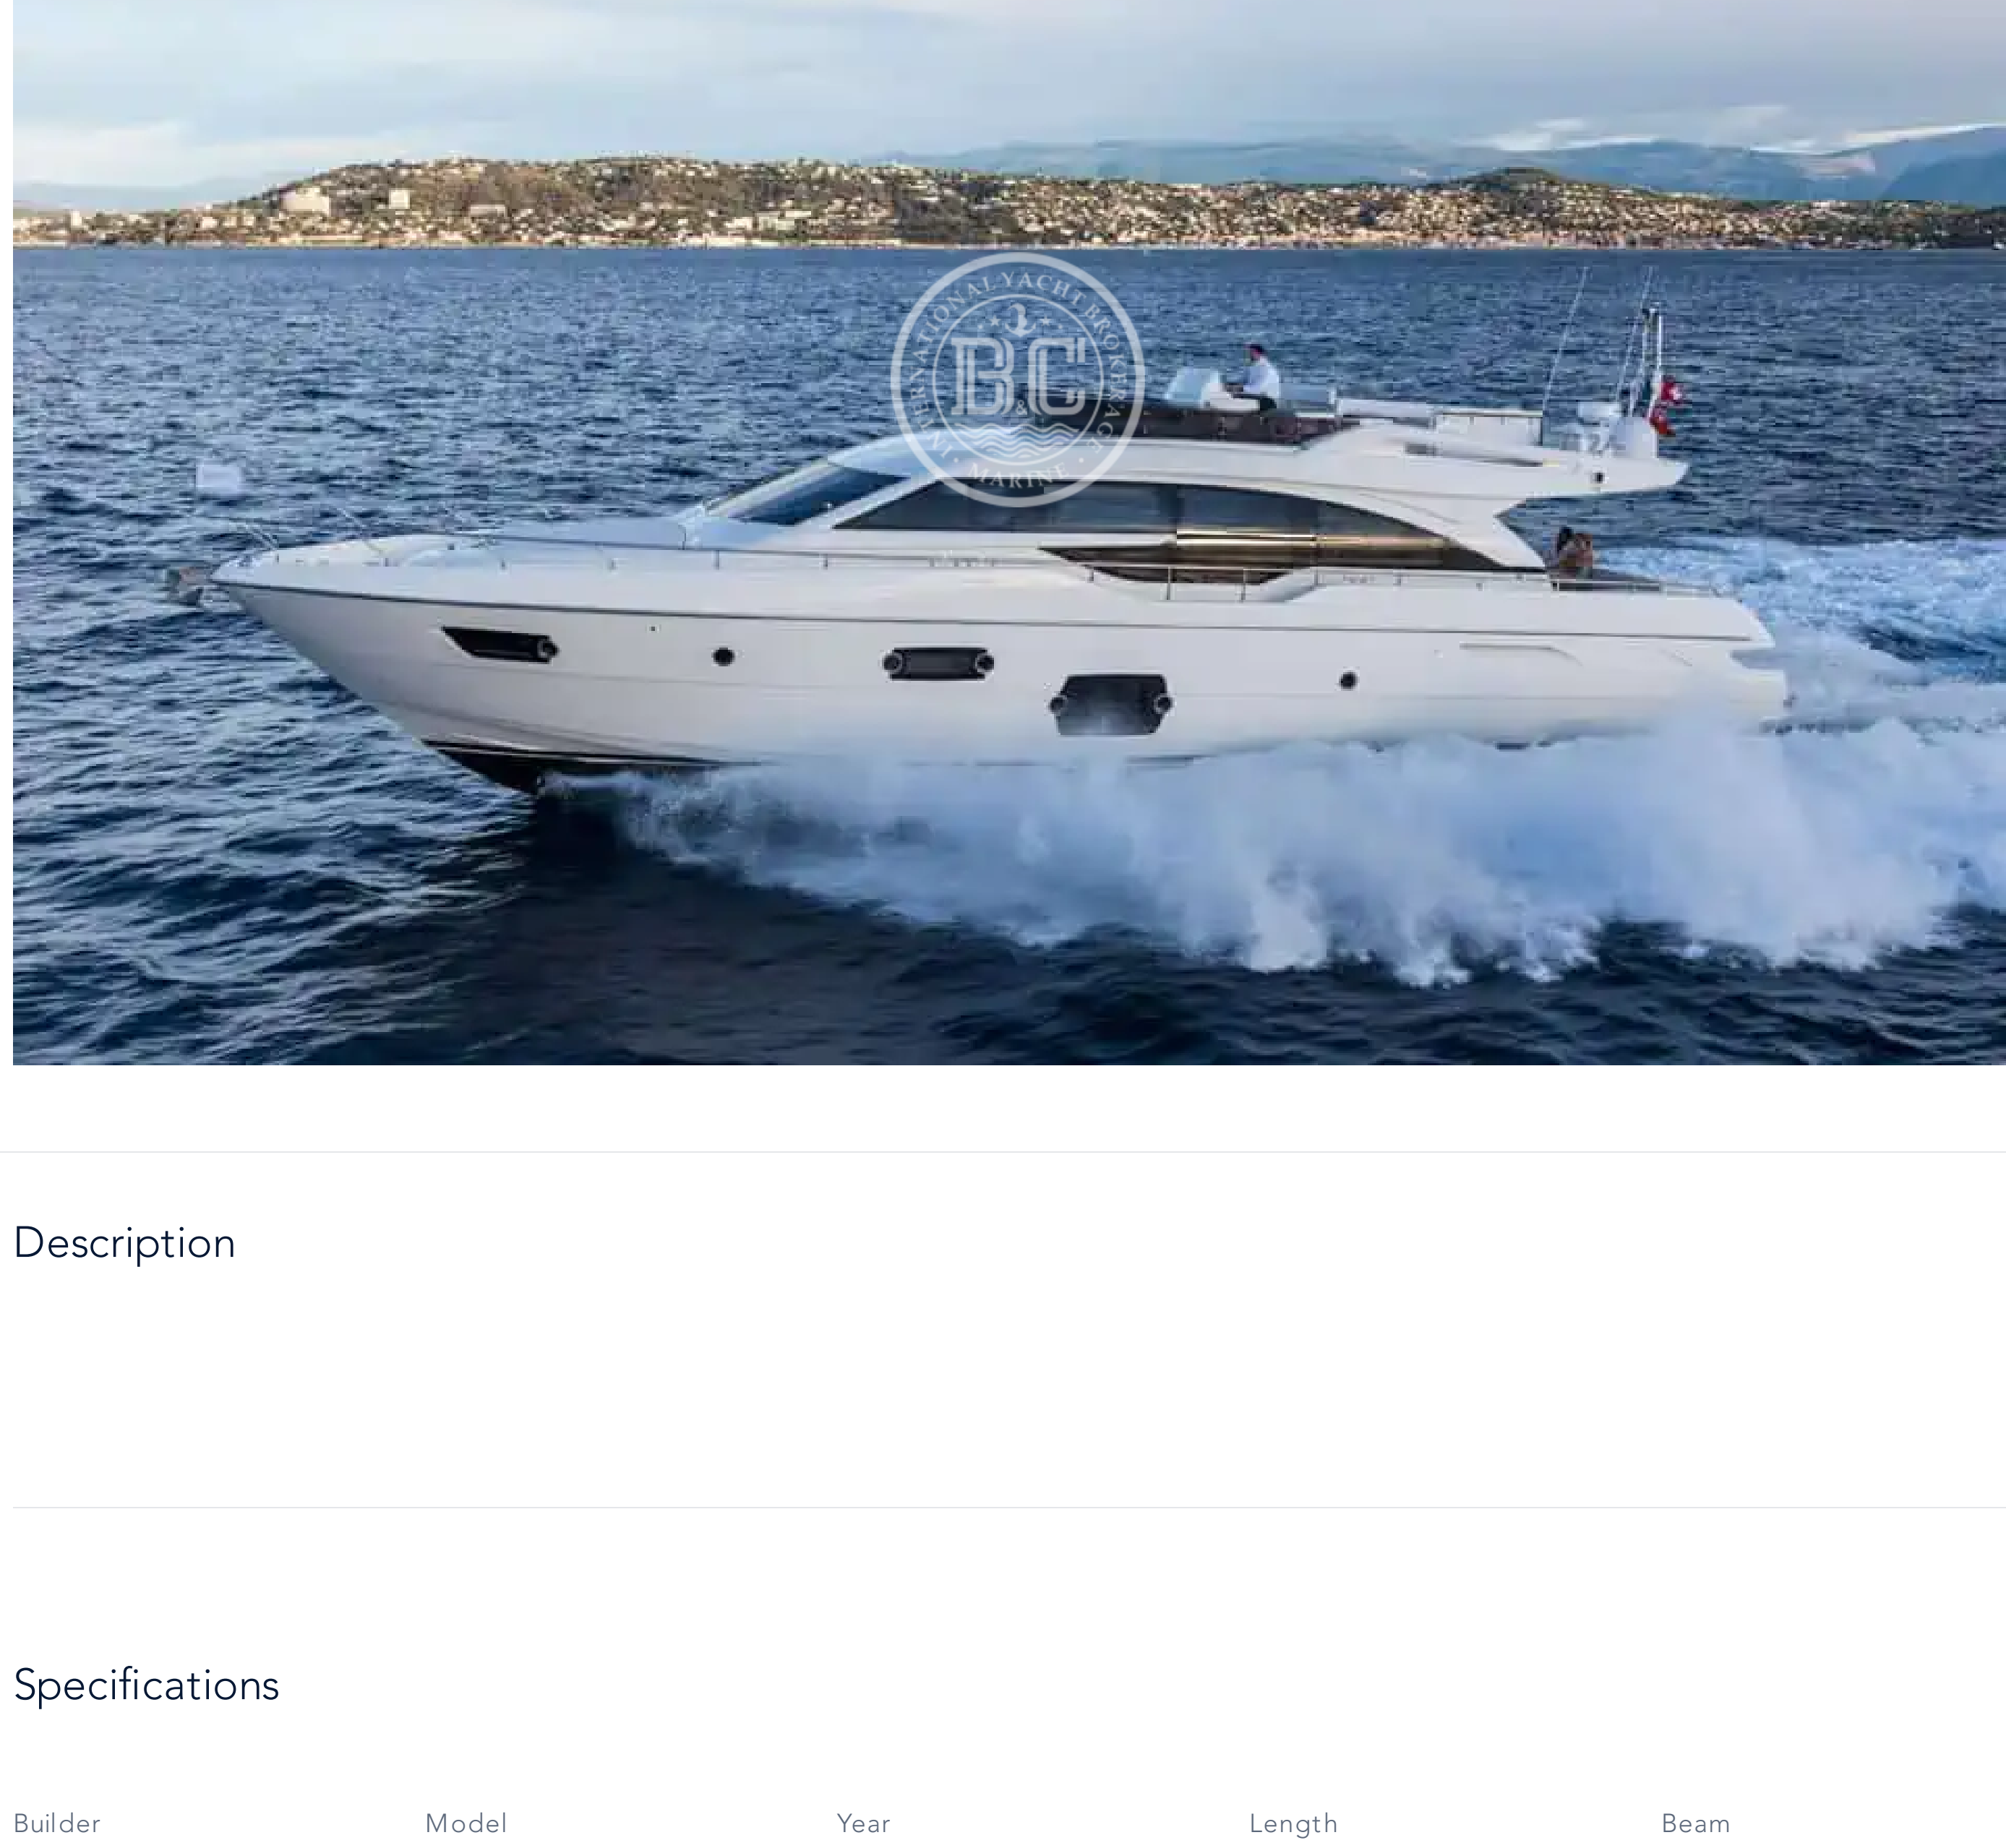 INTERNATIONAL YACHT BROKERAGE
B&C
· MARINE ·
Description
Specifications
Builder Model Year Length Beam